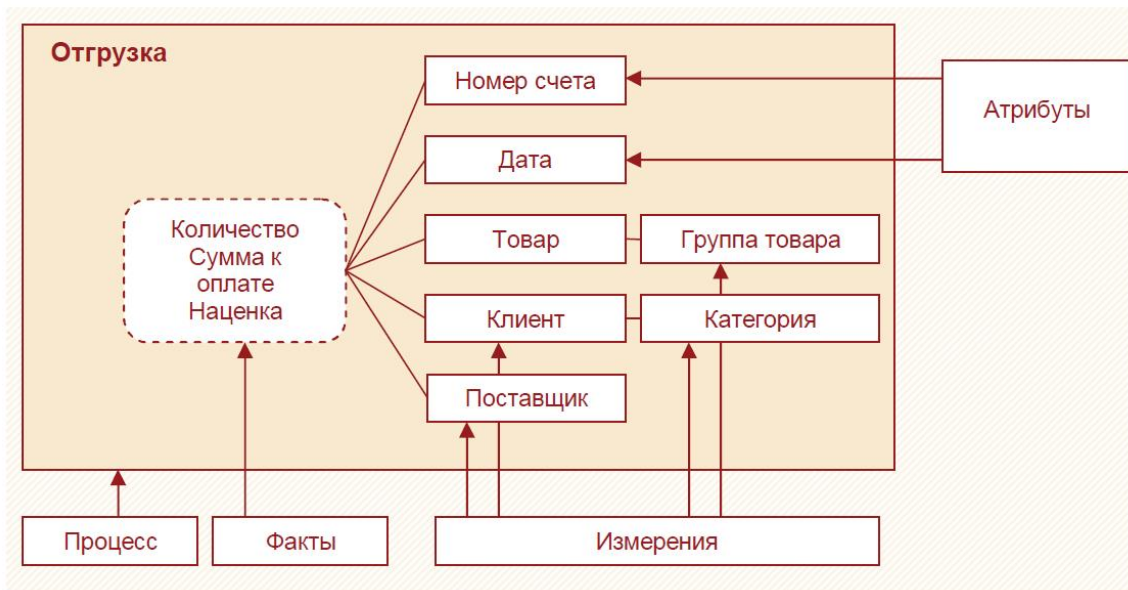 Отгрузка
Номер счета
Атрибуты
Дата
Количество
Сумма к
оплате
Наценка
Товар
Группа товара
Клиент
Категория
Поставщик
Процесс
Факты
Измерения